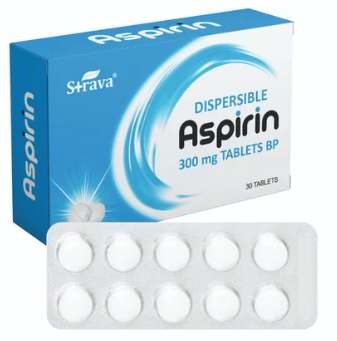 Strava®
DISPERSIBLE
Aspirin
300 mg TABLETS BP
30 TABLETS
Aspirin